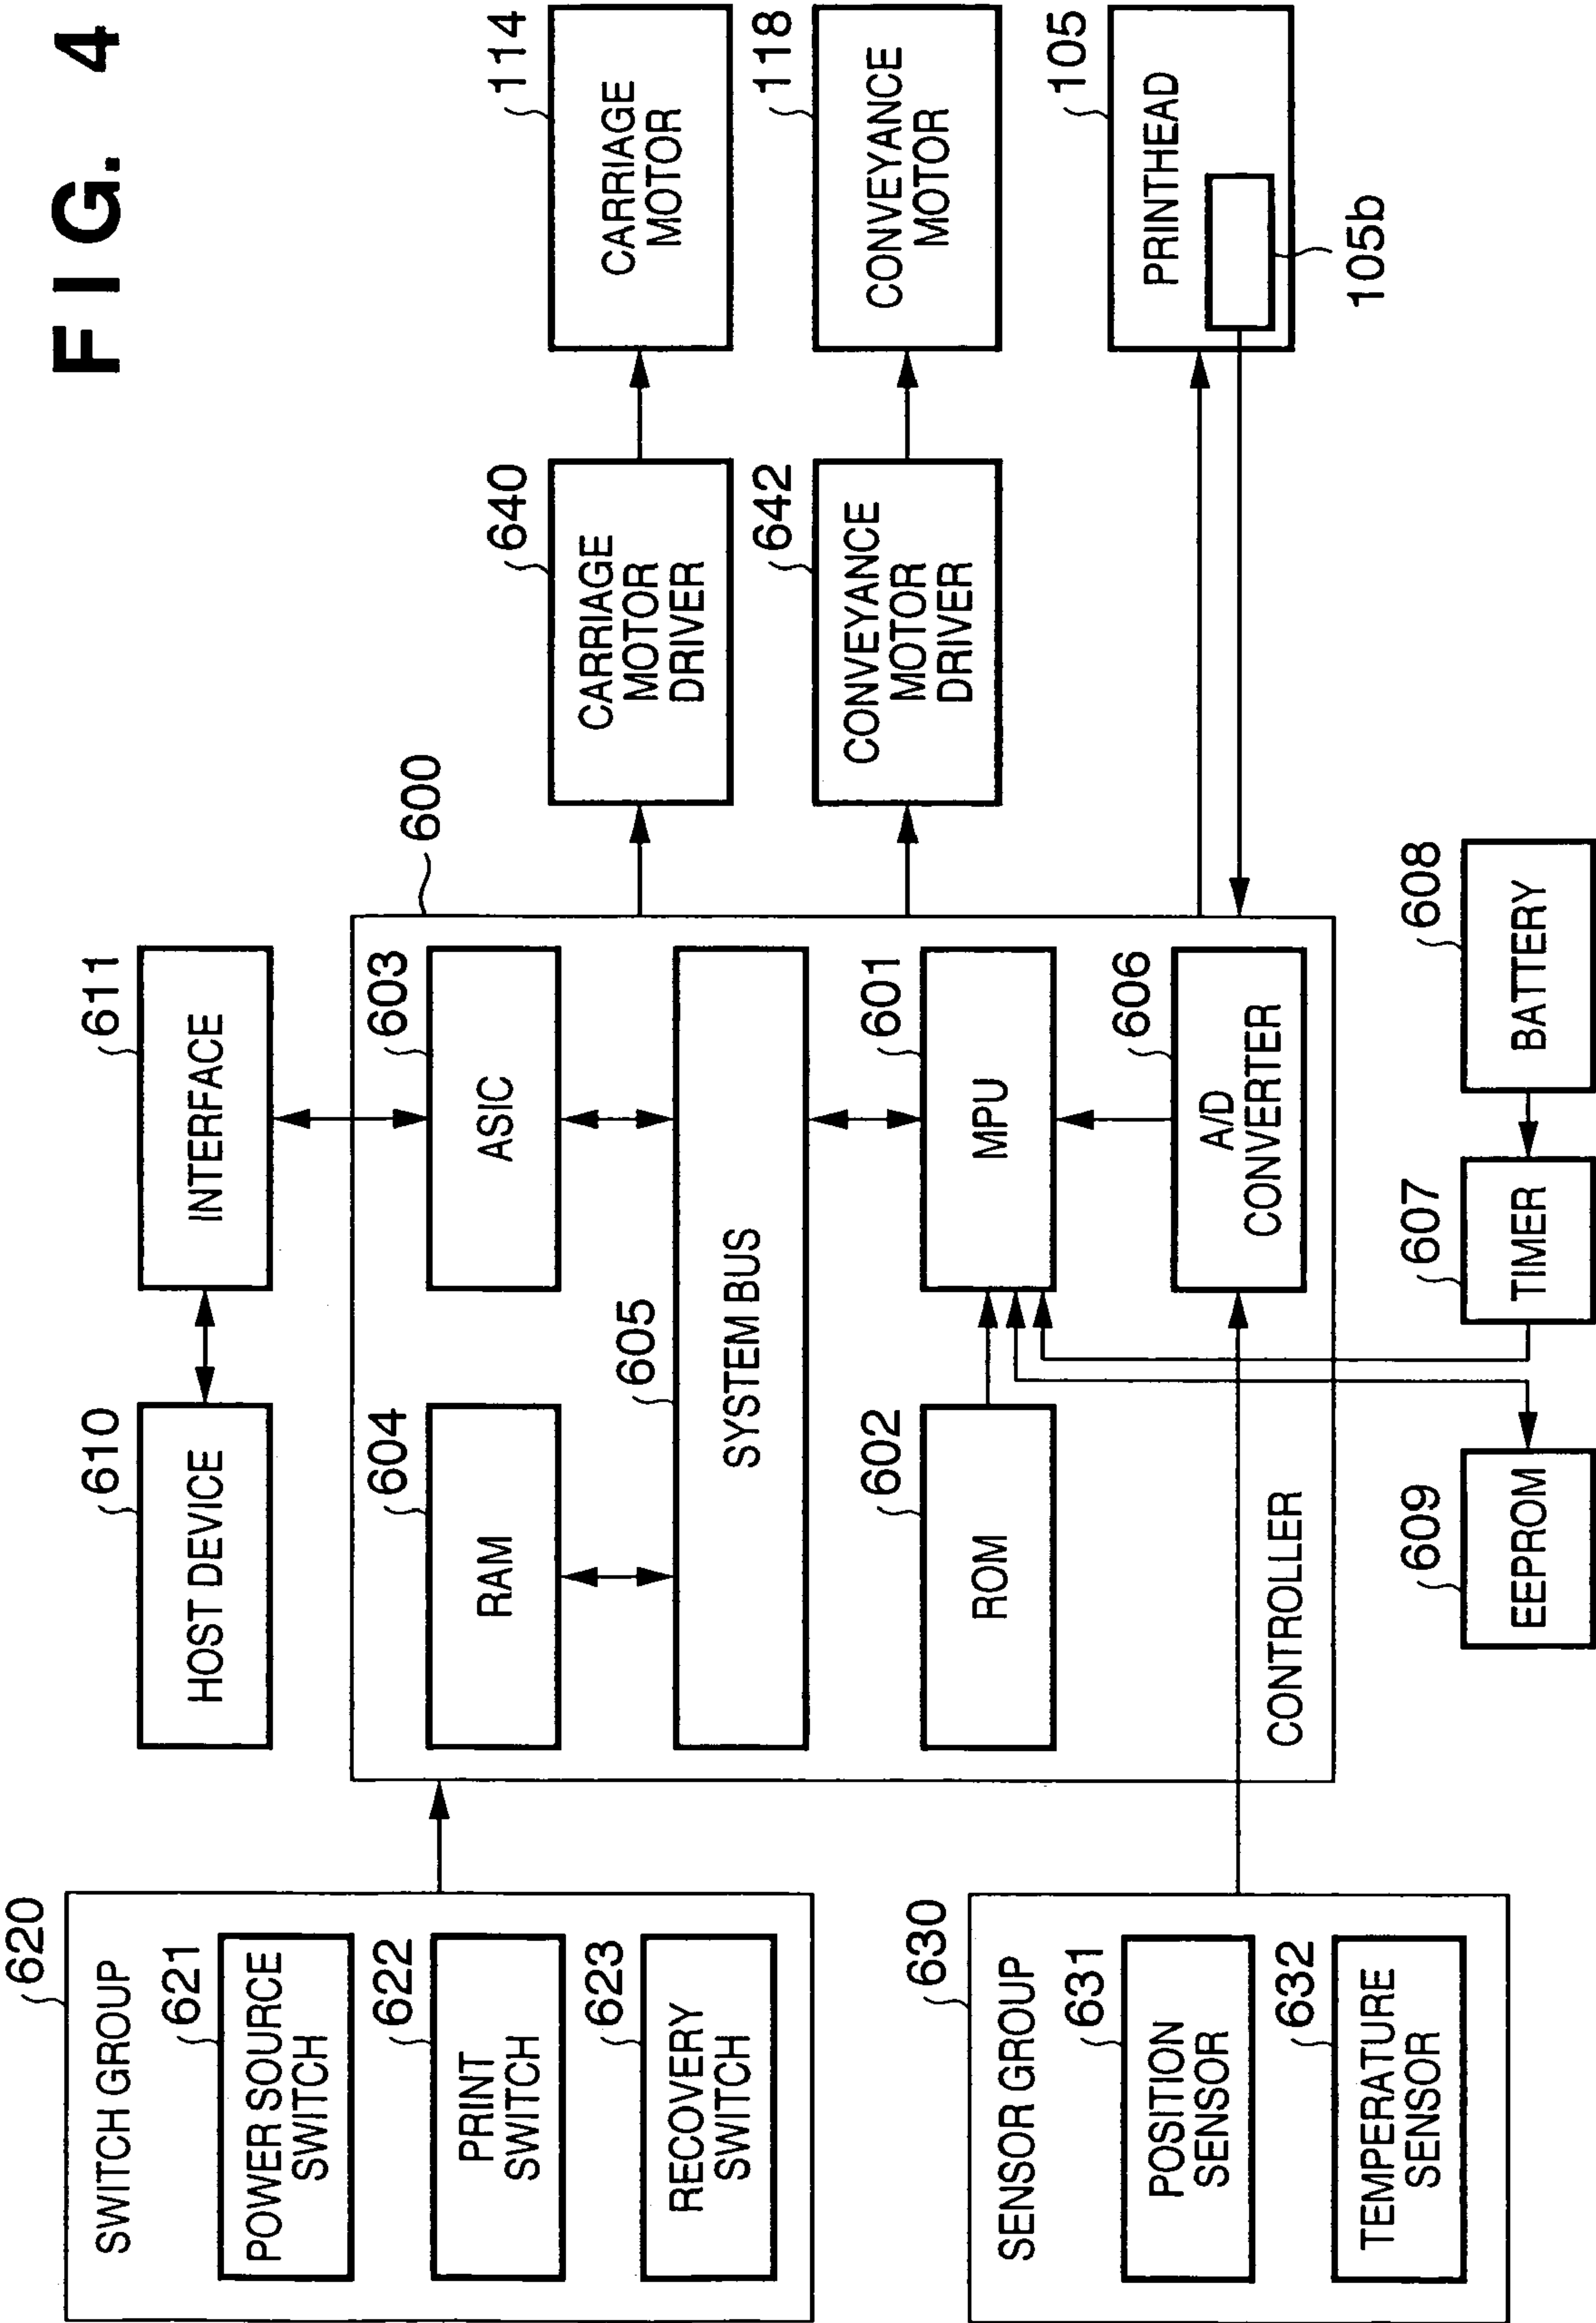 FIG. 4
620
SWITCH GROUP
621
POWER SOURCE
SWITCH
622
PRINT
SWITCH
623
RECOVERY
SWITCH
630
SENSOR GROUP
631
POSITION
SENSOR
632
TEMPERATURE
SENSOR
610
HOST DEVICE
611
INTERFACE
600
604
RAM
603
ASIC
605
SYSTEM BUS
602
ROM
601
MPU
606
A/D
CONVERTER
CONTROLLER
609
EEPROM
607
TIMER
608
BATTERY
640
CARRIAGE
MOTOR
DRIVER
114
CARRIAGE
MOTOR
642
CONVEYANCE
MOTOR
DRIVER
118
CONVEYANCE
MOTOR
105
PRINTHEAD
105b